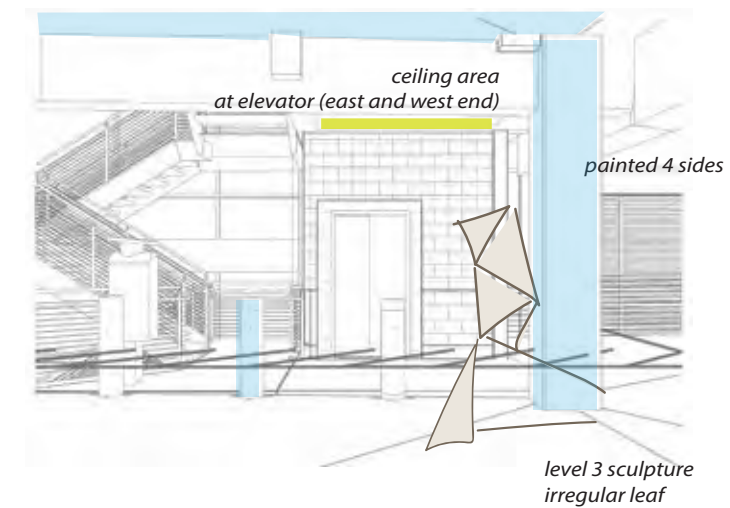 ceiling area
at elevator (east and west end)
painted 4 sides
level 3 sculpture
irregular leaf